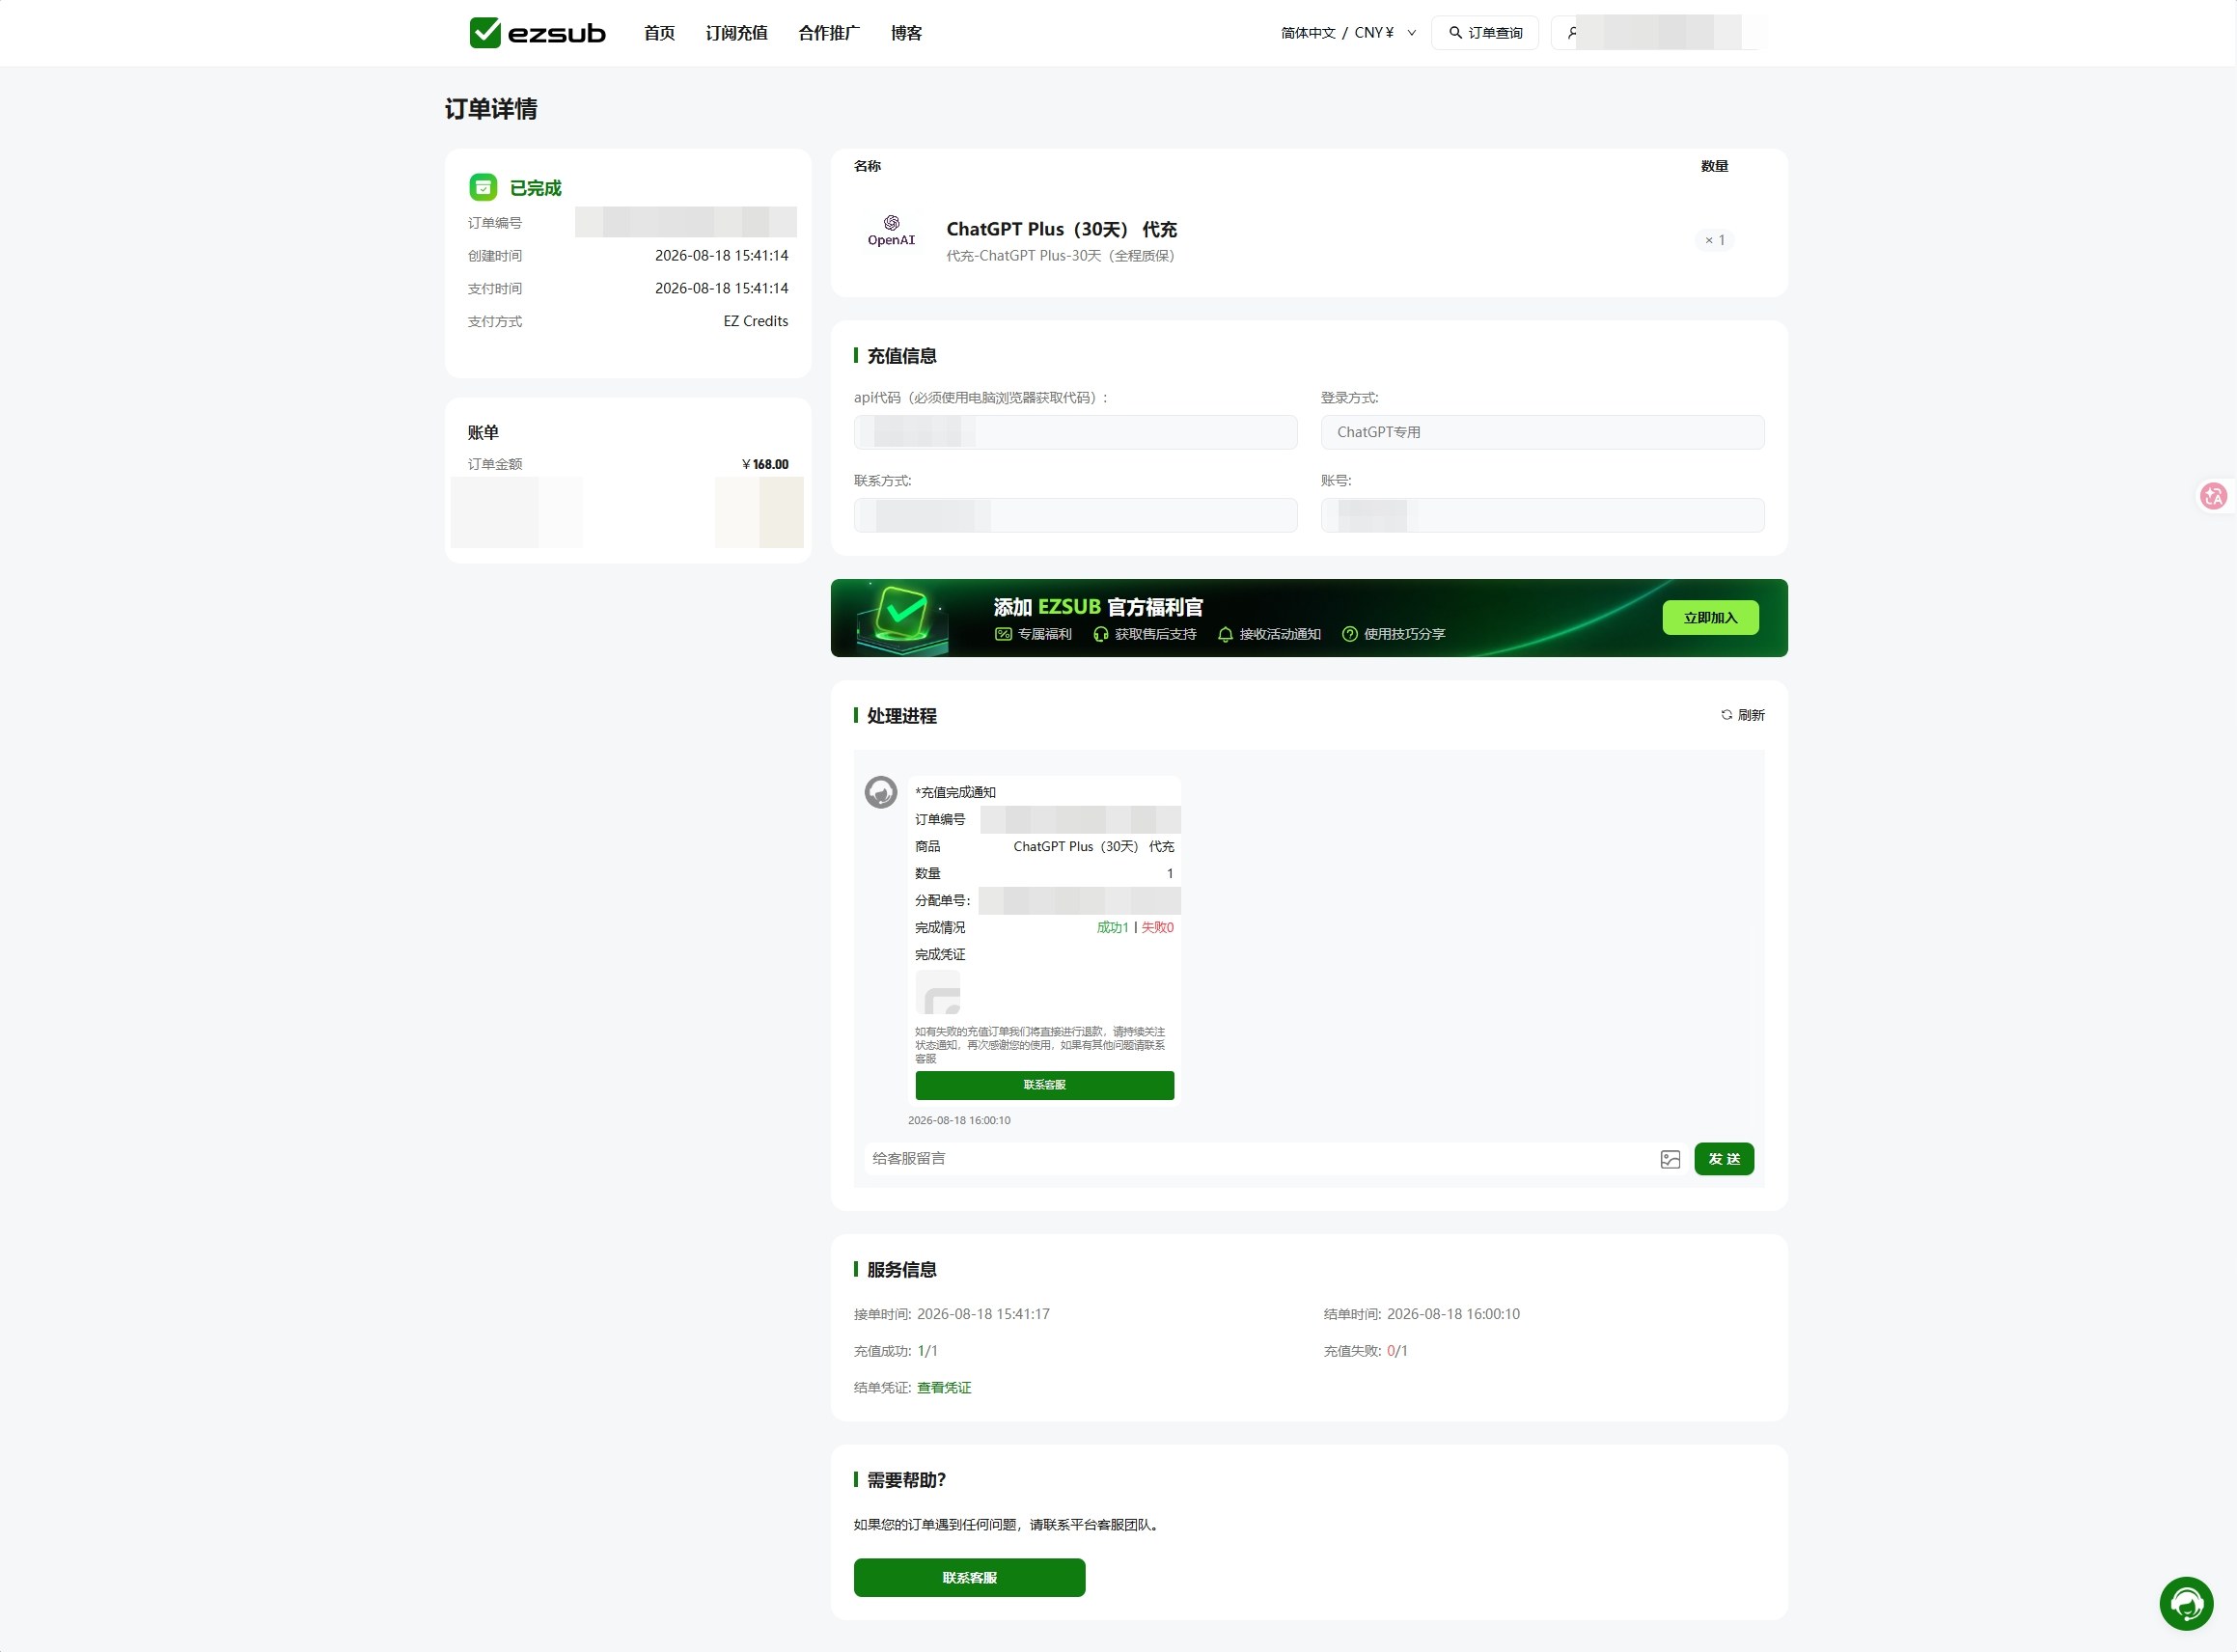 ezsub 首页 订阅充值 合作推广 博客 简体中文 / CNY ¥ 订单查询
订单详情
已完成
订单编号
创建时间 2026-08-18 15:41:14
支付时间 2026-08-18 15:41:14
支付方式 EZ Credits
账单
订单金额 ¥ 168.00
名称 数量
OpenAI
ChatGPT Plus（30天） 代充
代充-ChatGPT Plus-30天（全程质保）
× 1
充值信息
api代码（必须使用电脑浏览器获取代码）: 登录方式:
ChatGPT专用
联系方式: 账号:
添加 EZSUB 官方福利官
专属福利 获取售后支持 接收活动通知 使用技巧分享
立即加入
处理进程 刷新
*充值完成通知
订单编号
商品 ChatGPT Plus（30天） 代充
数量 1
分配单号:
完成情况 成功1 | 失败0
完成凭证
如有失败的充值订单我们将直接进行退款，请持续关注
状态通知，再次感谢您的使用，如果有其他问题请联系
客服
联系客服
2026-08-18 16:00:10
给客服留言 发 送
服务信息
接单时间: 2026-08-18 15:41:17 结单时间: 2026-08-18 16:00:10
充值成功: 1/1 充值失败: 0/1
结单凭证: 查看凭证
需要帮助?
如果您的订单遇到任何问题，请联系平台客服团队。
联系客服